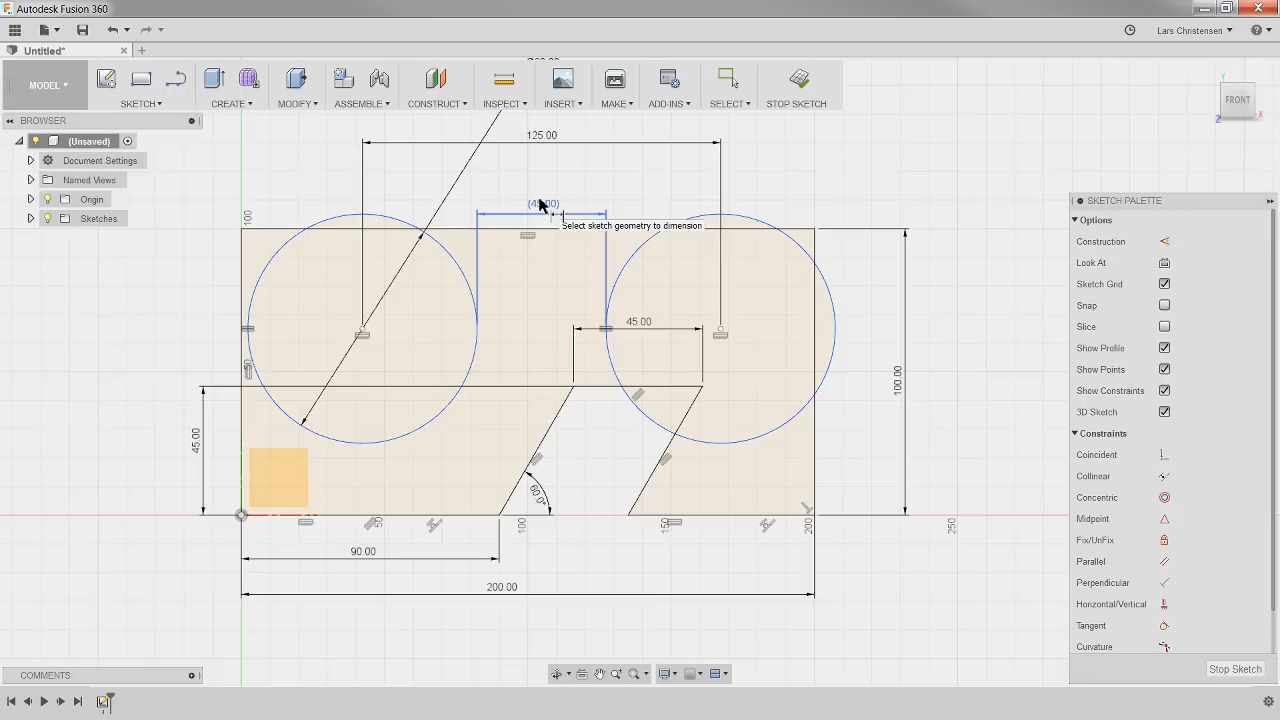 Autodesk Fusion 360
Lars Christensen
Untitled*
MODEL
SKETCH
CREATE
MODIFY
ASSEMBLE
CONSTRUCT
INSPECT
INSERT
MAKE
ADD-INS
SELECT
STOP SKETCH
BROWSER
(Unsaved)
Document Settings
Named Views
Origin
Sketches
FRONT
Y
X
Z
125.00
Select sketch geometry to dimension
100
45.00
100.00
45.00
60.0°
50
100
150
200
250
90.00
200.00
SKETCH PALETTE
Options
Construction
Look At
Sketch Grid
Snap
Slice
Show Profile
Show Points
Show Constraints
3D Sketch
Constraints
Coincident
Collinear
Concentric
Midpoint
Fix/UnFix
Parallel
Perpendicular
Horizontal/Vertical
Tangent
Curvature
Stop Sketch
COMMENTS